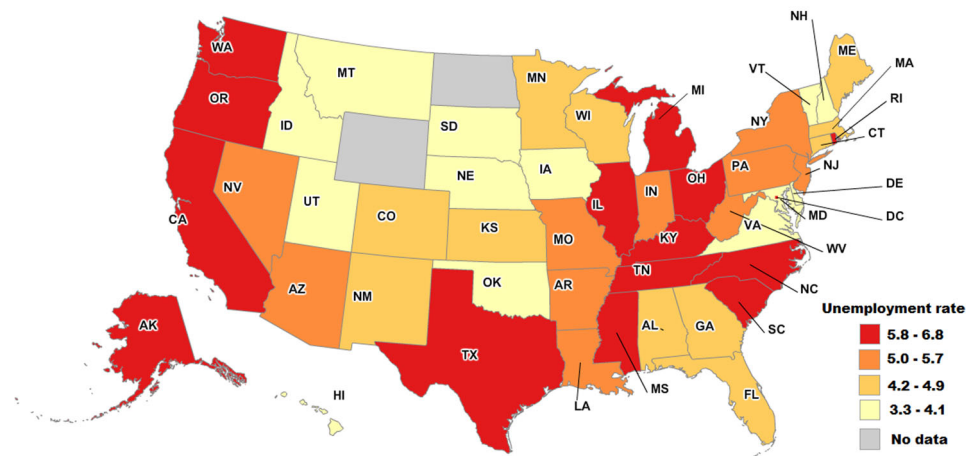 NH
ME
WA
MA
MT
VT
MN
RI
OR
MI
NY
CT
SD
WI
ID
PA
NJ
IA
NE
OH
DE
NV
IN
IL
UT
MD
CA
CO
DC
VA
KS
KY
MO
WV
TN
OK
NC
AZ
AR
NM
Unemployment rate
AK
AL
GA
SC
5.8 - 6.8
TX
5.0 - 5.7
MS
HI
FL
4.2 - 4.9
LA
3.3 - 4.1
No data